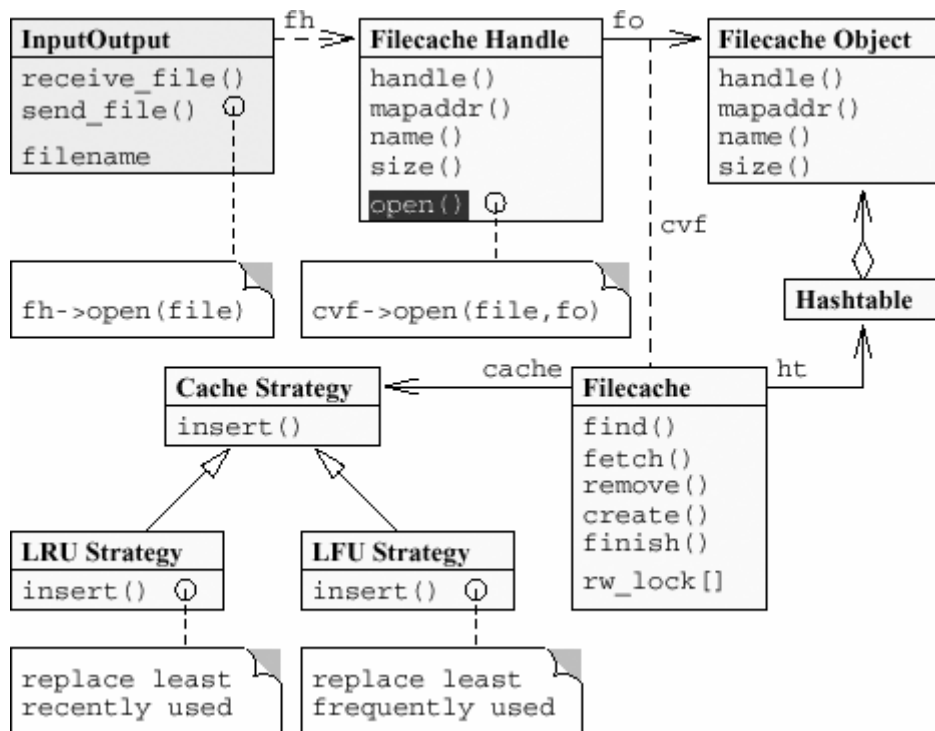 fh
fo
InputOutput
receive_file()
send_file()
filename
Filecache Handle
handle()
mapaddr()
name()
size()
open()
Filecache Object
handle()
mapaddr()
name()
size()
cvf
fh->open(file)
cvf->open(file,fo)
Hashtable
cache
ht
Cache Strategy
insert()
Filecache
find()
fetch()
remove()
create()
finish()
rw_lock[]
LRU Strategy
insert()
LFU Strategy
insert()
replace least
recently used
replace least
frequently used